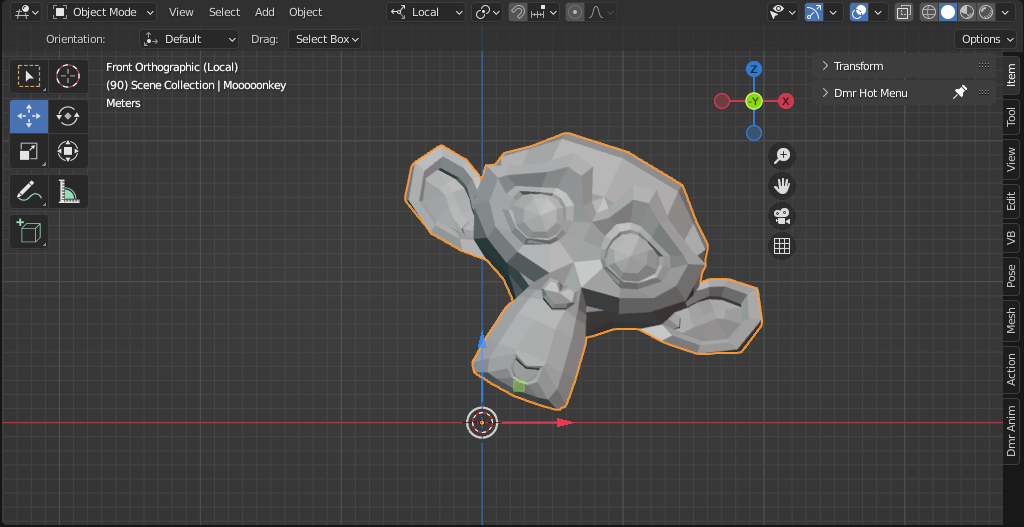 Object Mode View Select Add Object Local
Orientation: Default Drag: Select Box Options
Front Orthographic (Local)
(90) Scene Collection | Mooooonkey
Meters
Z
-Y
X
Transform
Dmr Hot Menu
Item
Tool
View
Edit
VB
Pose
Mesh
Action
Dmr Anim